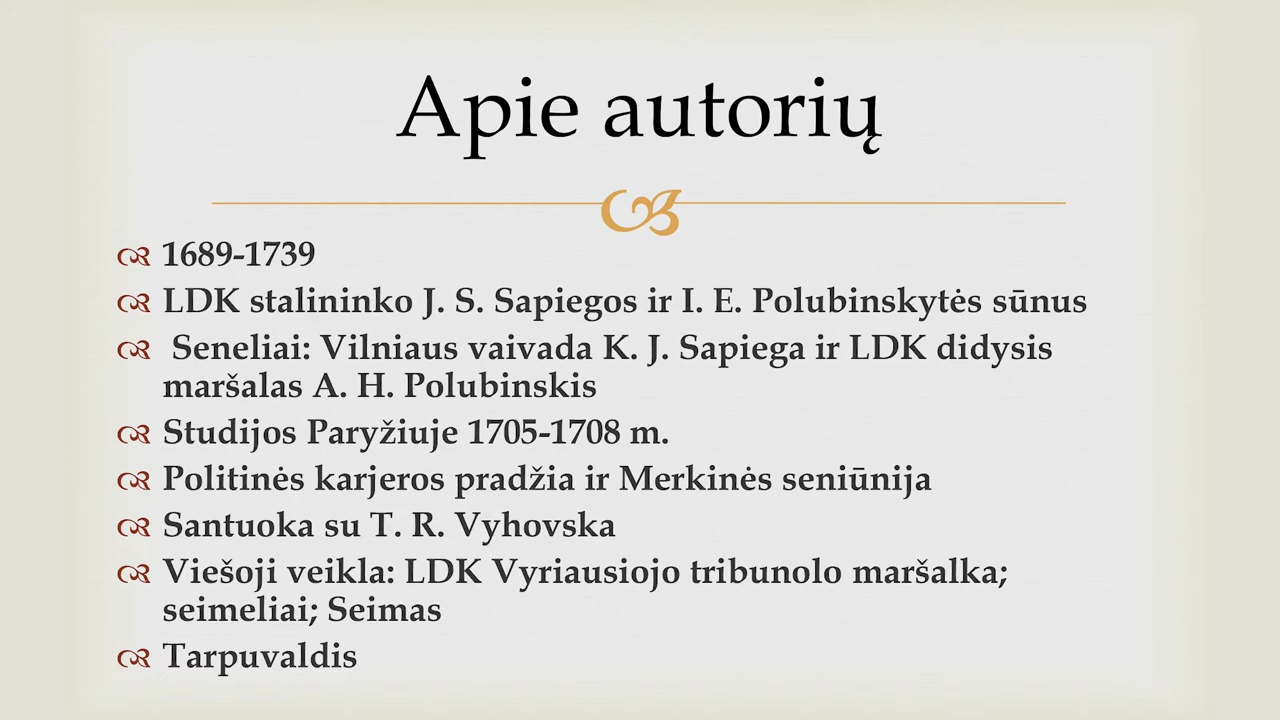 Apie autorių
1689-1739
LDK stalininko J. S. Sapiegos ir I. E. Polubinskytės sūnus
Seneliai: Vilniaus vaivada K. J. Sapiega ir LDK didysis
maršalas A. H. Polubinskis
Studijos Paryžiuje 1705-1708 m.
Politinės karjeros pradžia ir Merkinės seniūnija
Santuoka su T. R. Vyhovska
Viešoji veikla: LDK Vyriausiojo tribunolo maršalka;
seimeliai; Seimas
Tarpuvaldis